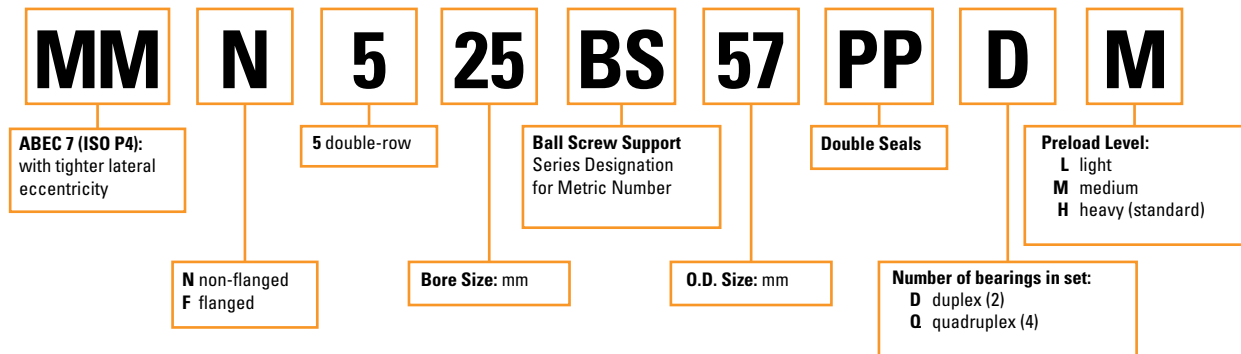 MM N 5 25 BS 57 PP D M
ABEC 7 (ISO P4):
with tighter lateral
eccentricity
5 double-row
Ball Screw Support
Series Designation
for Metric Number
Double Seals
Preload Level:
L light
M medium
H heavy (standard)
N non-flanged
F flanged
Bore Size: mm
O.D. Size: mm
Number of bearings in set:
D duplex (2)
Q quadruplex (4)